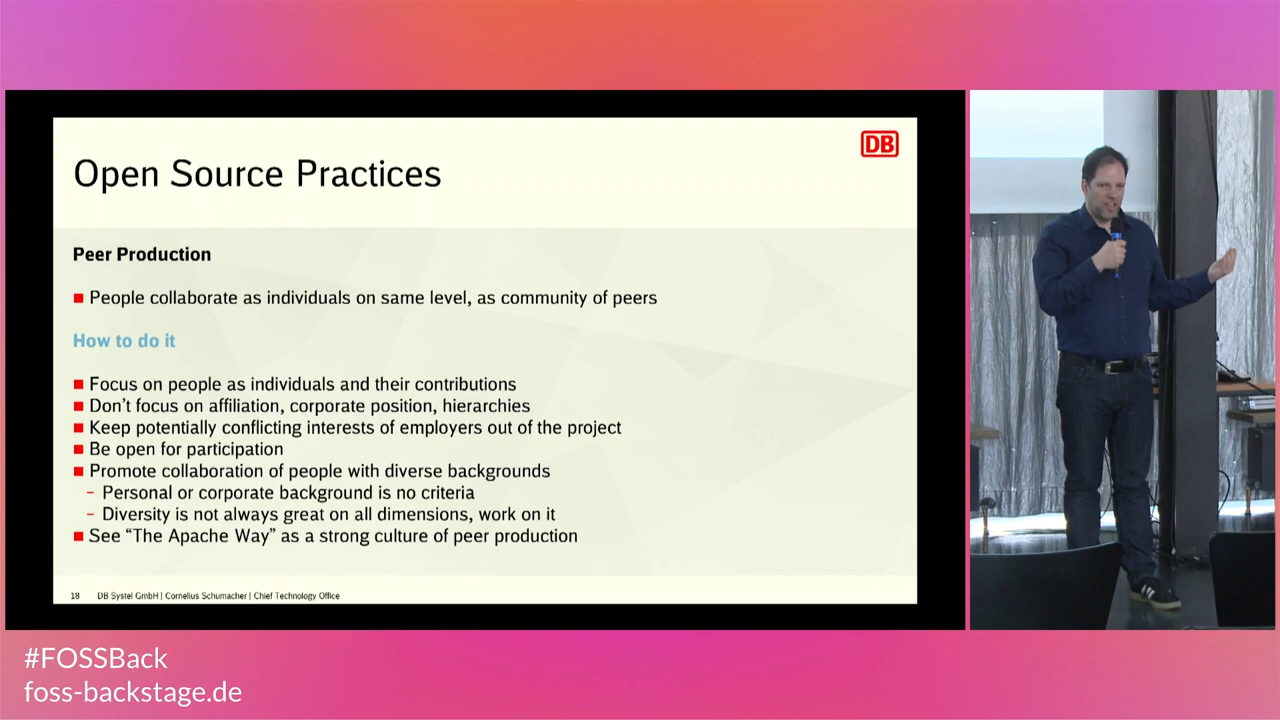 DB
Open Source Practices
Peer Production
People collaborate as individuals on same level, as community of peers
How to do it
Focus on people as individuals and their contributions
Don't focus on affiliation, corporate position, hierarchies
Keep potentially conflicting interests of employers out of the project
Be open for participation
Promote collaboration of people with diverse backgrounds
– Personal or corporate background is no criteria
– Diversity is not always great on all dimensions, work on it
See “The Apache Way” as a strong culture of peer production
18 DB Systel GmbH | Cornelius Schumacher | Chief Technology Office
#FOSSBack
foss-backstage.de